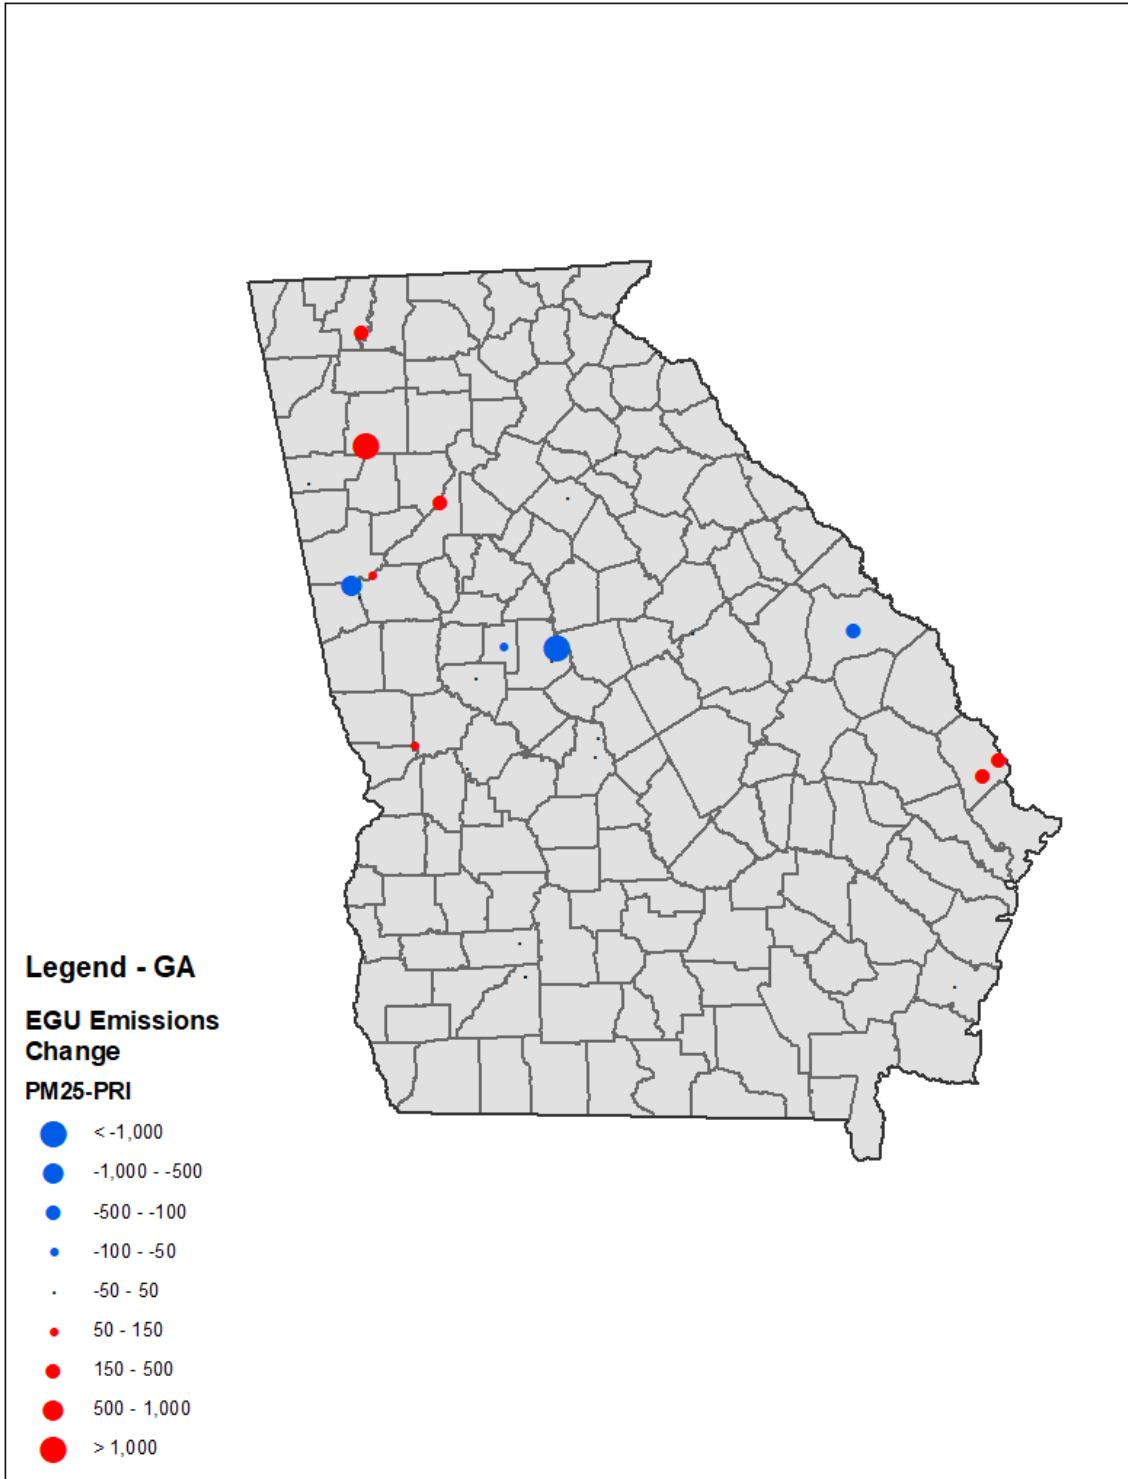 Legend - GA
EGU Emissions
Change
PM25-PRI
< -1,000
-1,000 - -500
-500 - -100
-100 - -50
-50 - 50
50 - 150
150 - 500
500 - 1,000
> 1,000